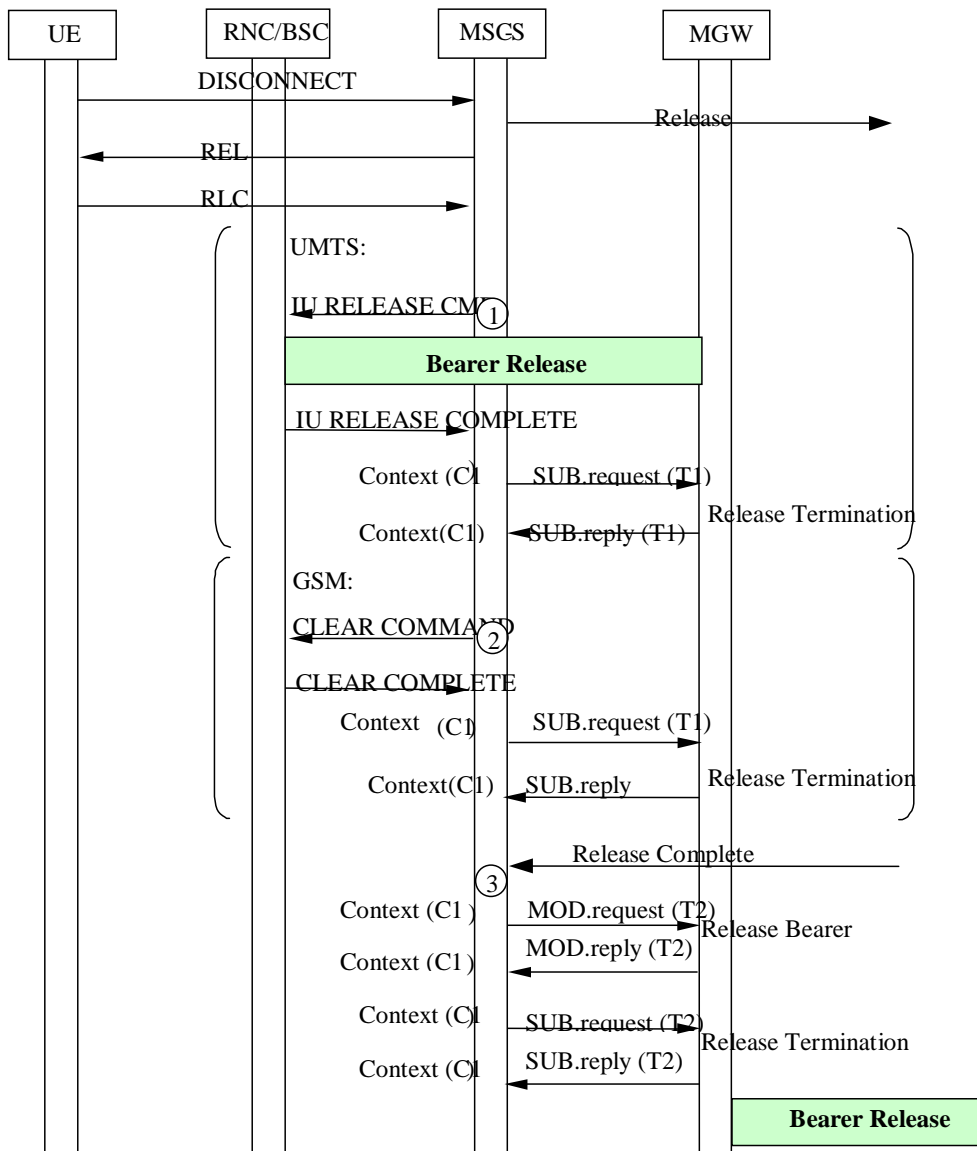 UE
RNC/BSC
MSC-S
MGW
DISCONNECT
Release
REL
RLC
UMTS:
IU RELEASE CMD
1
Bearer Release
IU RELEASE COMPLETE
Context (C1)
SUB.request (T1)
Context(C1)
SUB.reply (T1)
Release Termination
GSM:
CLEAR COMMAND
2
CLEAR COMPLETE
Context (C1)
SUB.request (T1)
Context(C1)
SUB.reply
Release Termination
Release Complete
3
Context (C1)
MOD.request (T2)
Release Bearer
Context (C1)
MOD.reply (T2)
Context (C1)
SUB.request (T2)
Release Termination
Context (C1)
SUB.reply (T2)
Bearer Release